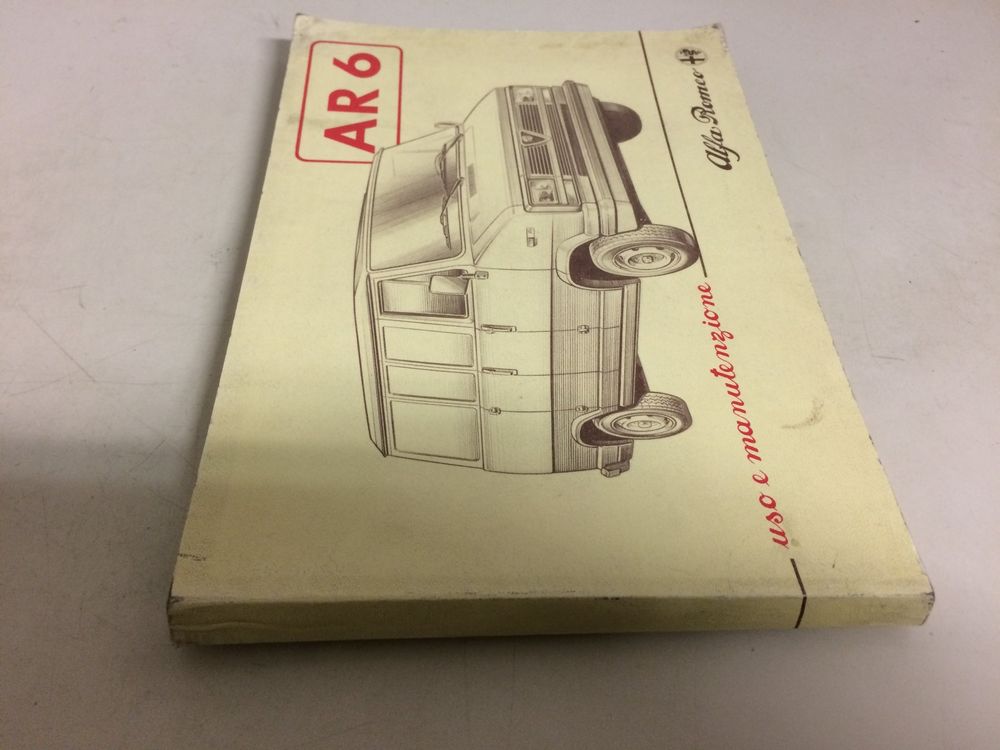 AR 6
uso e manutenzione
Alfa Romeo